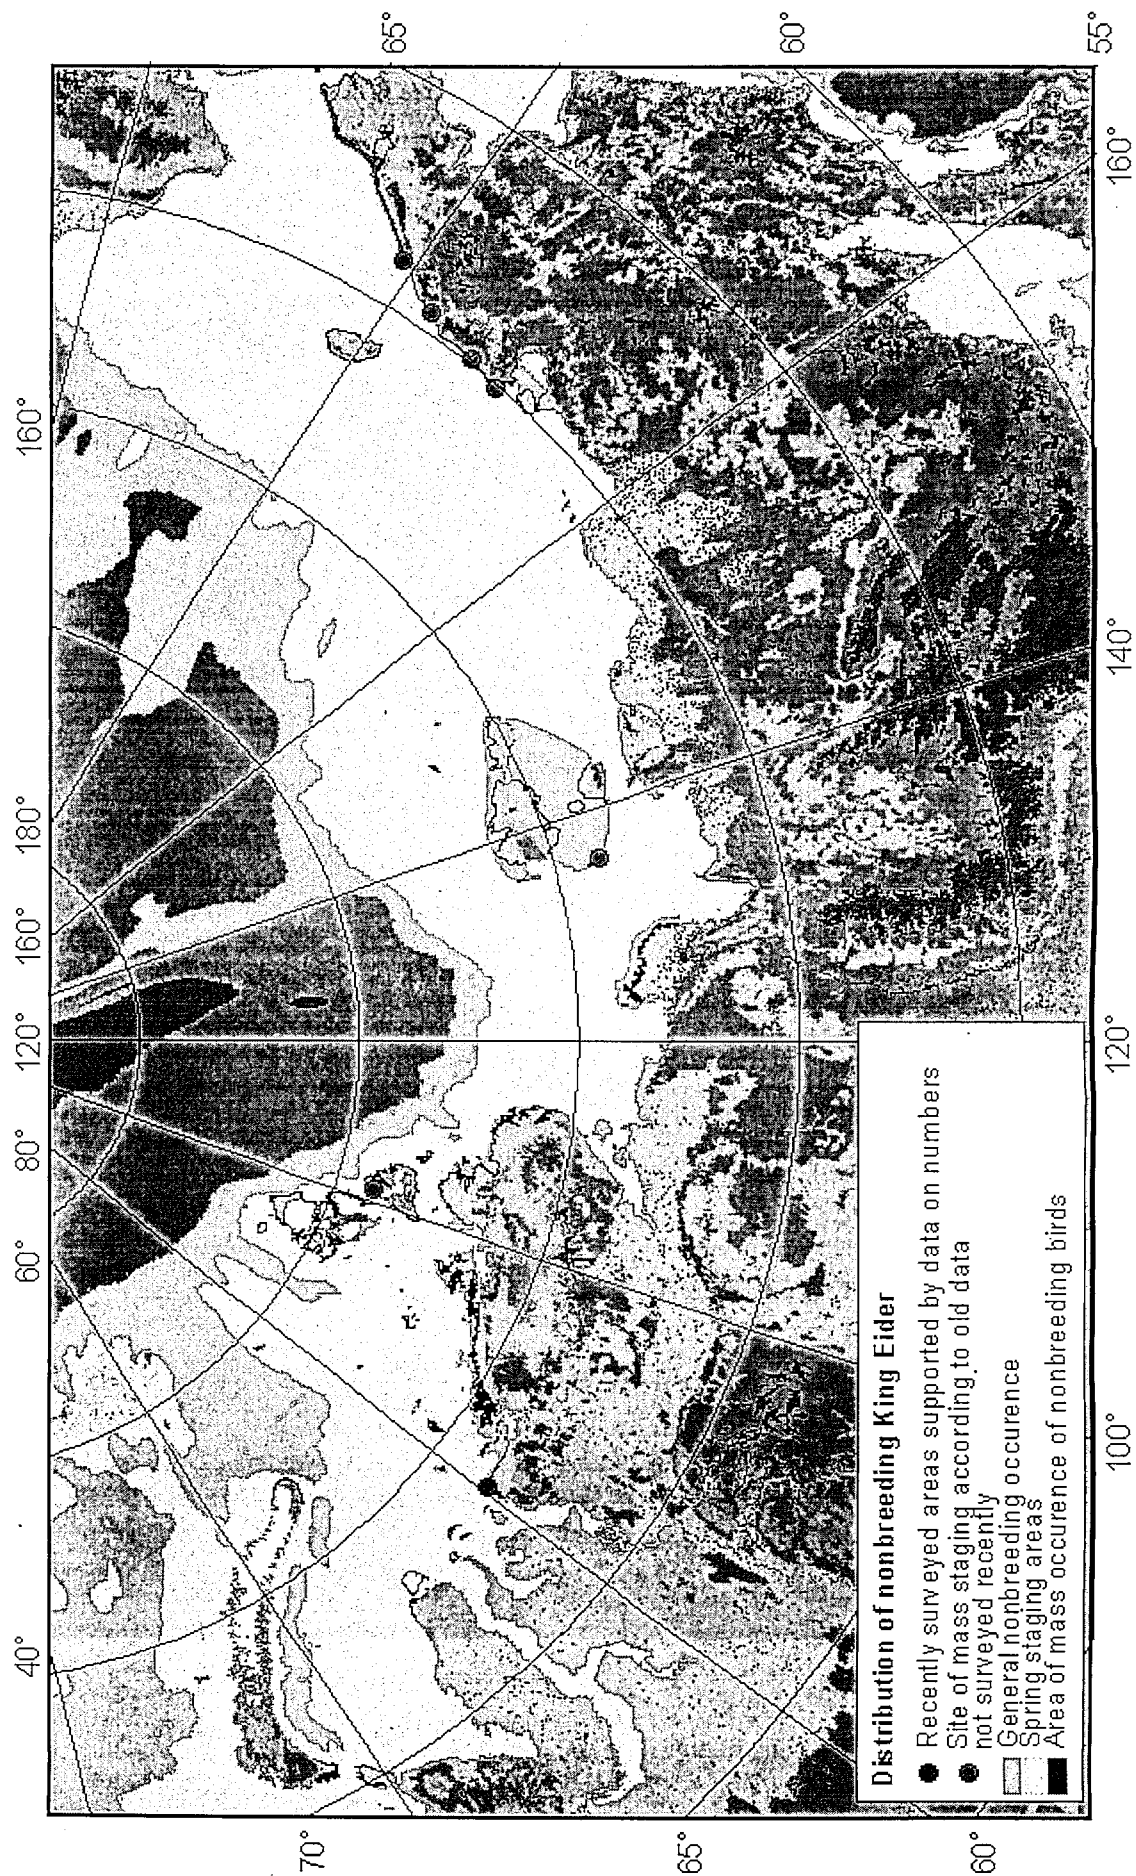 40° 60° 80° 120° 160° 180° 160°
70°
65°
65°
60°
60°
55°
Distribution of nonbreeding King Eider
Recently surveyed areas supported by data on numbers
Site of mass staging according to old data
not surveyed recently
General nonbreeding occurence
Spring staging areas
Area of mass occurence of nonbreeding birds
100° 120° 140° 160°